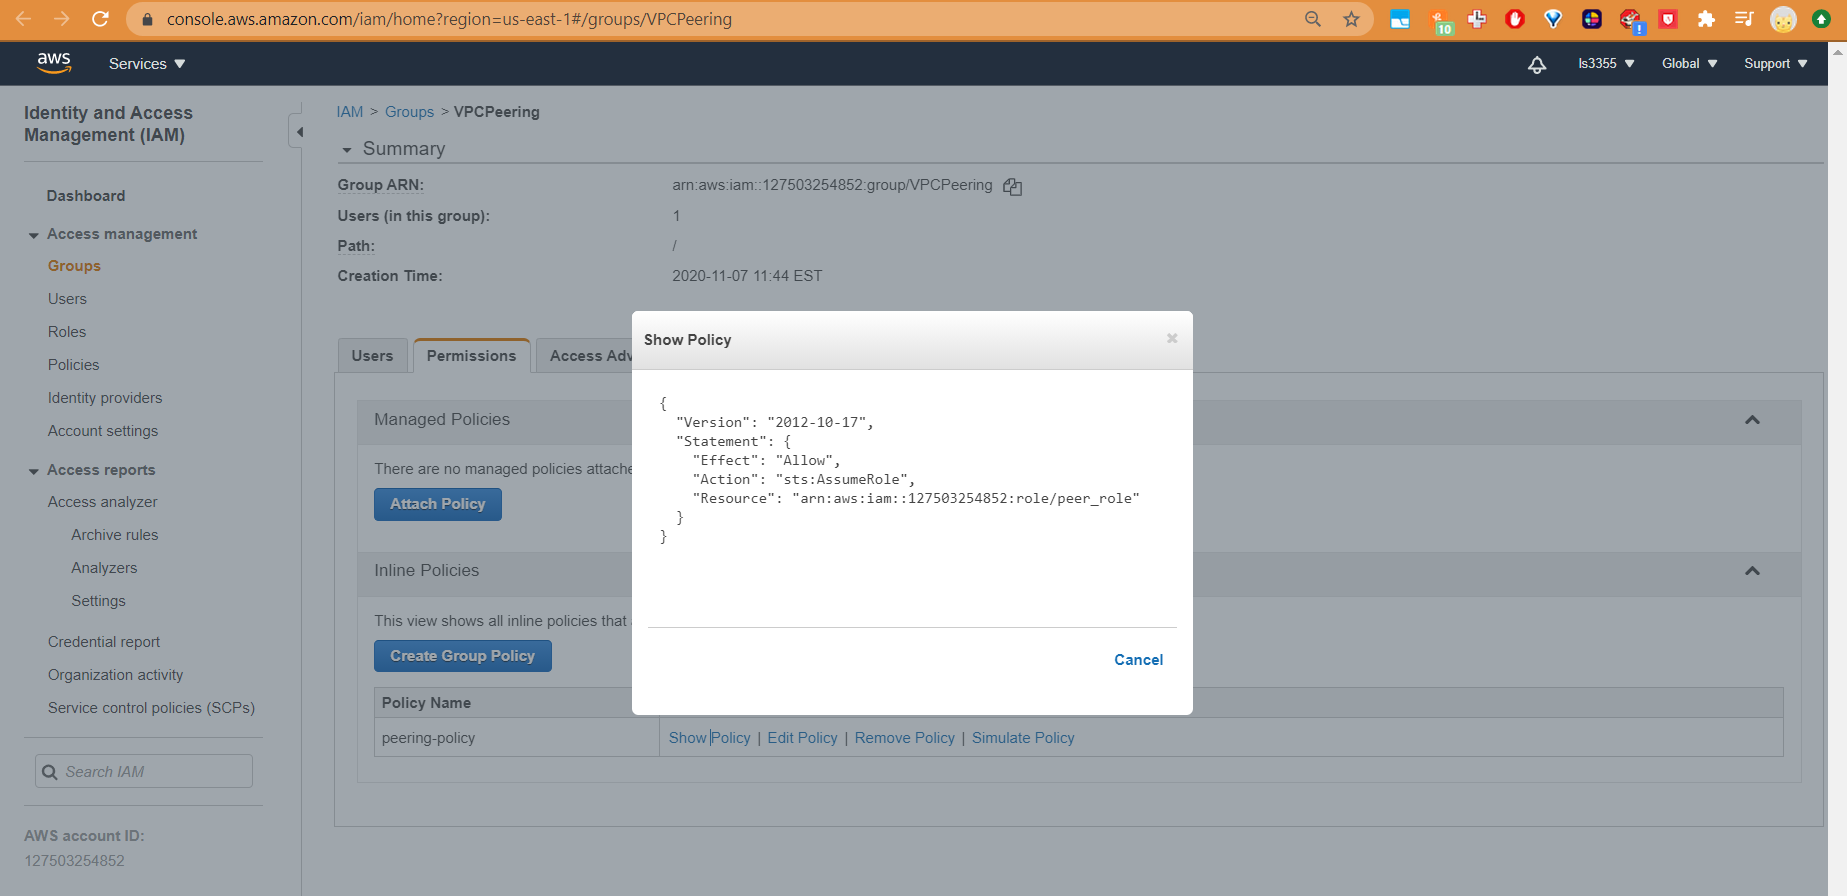 console.aws.amazon.com/iam/home?region=us-east-1#/groups/VPCPeering
10
!
aws
Services
ls3355
Global
Support
Identity and Access
Management (IAM)
Dashboard
Access management
Groups
Users
Roles
Policies
Identity providers
Account settings
Access reports
Access analyzer
Archive rules
Analyzers
Settings
Credential report
Organization activity
Service control policies (SCPs)
Search IAM
AWS account ID:
127503254852
IAM > Groups > VPCPeering
Summary
Group ARN: arn:aws:iam::127503254852:group/VPCPeering
Users (in this group): 1
Path: /
Creation Time: 2020-11-07 11:44 EST
Users Permissions Access Adv
Managed Policies
There are no managed policies attache
Attach Policy
Inline Policies
This view shows all inline policies that
Create Group Policy
Policy Name
peering-policy Show Policy | Edit Policy | Remove Policy | Simulate Policy
Show Policy
{
"Version": "2012-10-17",
"Statement": {
"Effect": "Allow",
"Action": "sts:AssumeRole",
"Resource": "arn:aws:iam::127503254852:role/peer_role"
}
}
Cancel